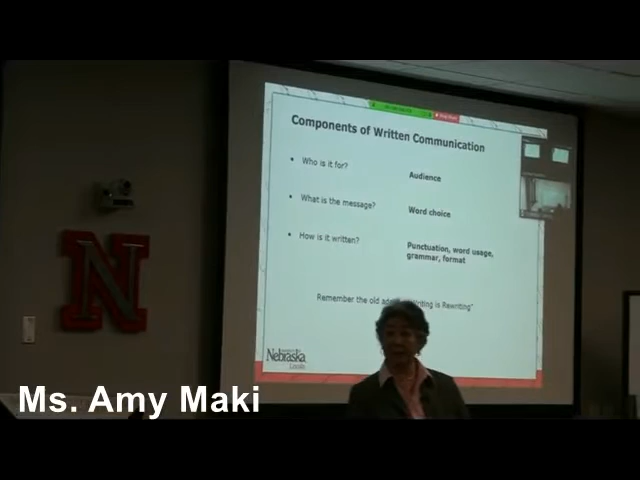 Components of Written Communication
• Who is it for?
Audience
• What is the message?
Word choice
• How is it written?
Punctuation, word usage,
grammar, format
Remember the old writing is Rewriting"
N
Nebraska
Lincoln
Ms. Amy Maki